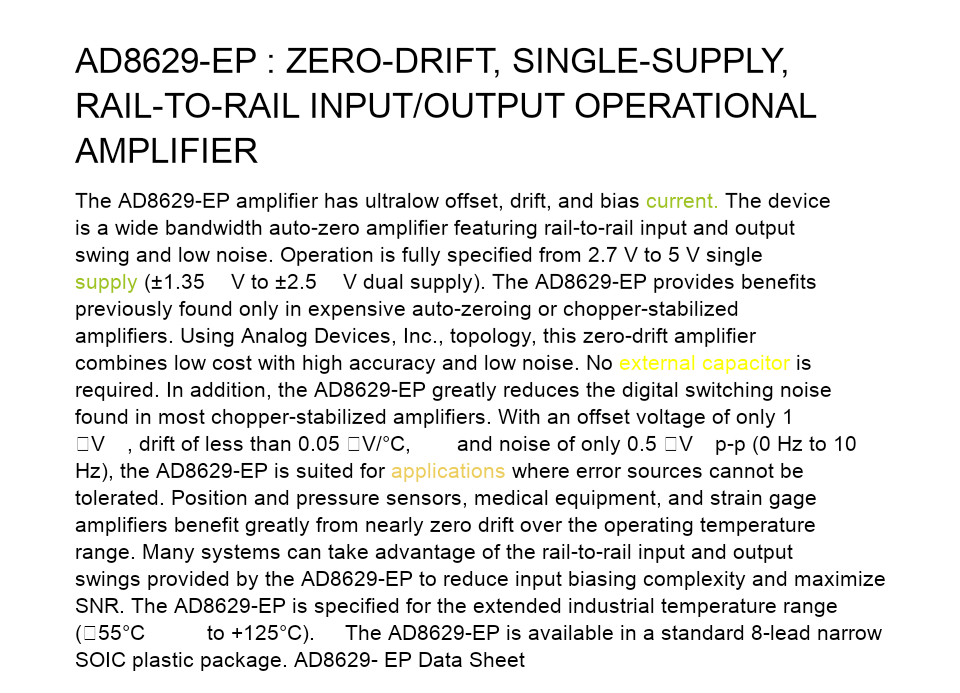 AD8629-EP : ZERO-DRIFT, SINGLE-SUPPLY,
RAIL-TO-RAIL INPUT/OUTPUT OPERATIONAL
AMPLIFIER
The AD8629-EP amplifier has ultralow offset, drift, and bias current. The device
is a wide bandwidth auto-zero amplifier featuring rail-to-rail input and output
swing and low noise. Operation is fully specified from 2.7 V to 5 V single
supply (±1.35 V to ±2.5 V dual supply). The AD8629-EP provides benefits
previously found only in expensive auto-zeroing or chopper-stabilized
amplifiers. Using Analog Devices, Inc., topology, this zero-drift amplifier
combines low cost with high accuracy and low noise. No external capacitor is
required. In addition, the AD8629-EP greatly reduces the digital switching noise
found in most chopper-stabilized amplifiers. With an offset voltage of only 1
□V , drift of less than 0.05 □V/°C, and noise of only 0.5 □V p-p (0 Hz to 10
Hz), the AD8629-EP is suited for applications where error sources cannot be
tolerated. Position and pressure sensors, medical equipment, and strain gage
amplifiers benefit greatly from nearly zero drift over the operating temperature
range. Many systems can take advantage of the rail-to-rail input and output
swings provided by the AD8629-EP to reduce input biasing complexity and maximize
SNR. The AD8629-EP is specified for the extended industrial temperature range
(□55°C to +125°C). The AD8629-EP is available in a standard 8-lead narrow
SOIC plastic package. AD8629- EP Data Sheet